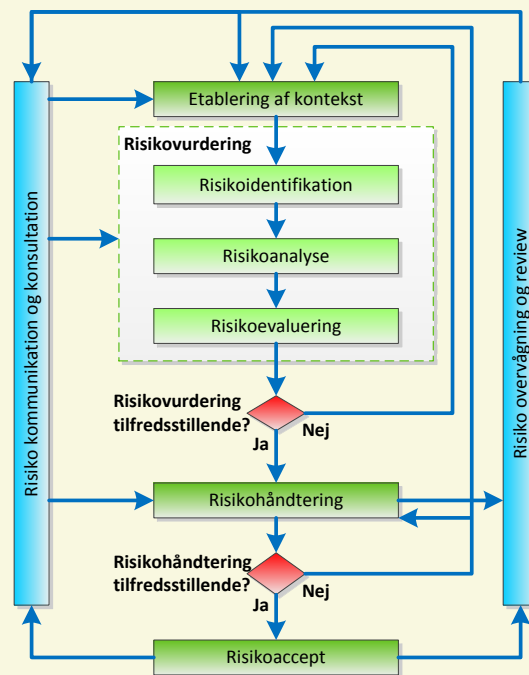 Etablering af kontekst
Risikovurdering
Risikoidentifikation
Risikoanalyse
Risikoevaluering
Risikovurdering
tilfredsstillende?
Ja
Nej
Risikohåndtering
Risikohåndtering
tilfredsstillende?
Ja
Nej
Risikoaccept
Risiko kommunikation og konsultation
Risiko overvågning og review